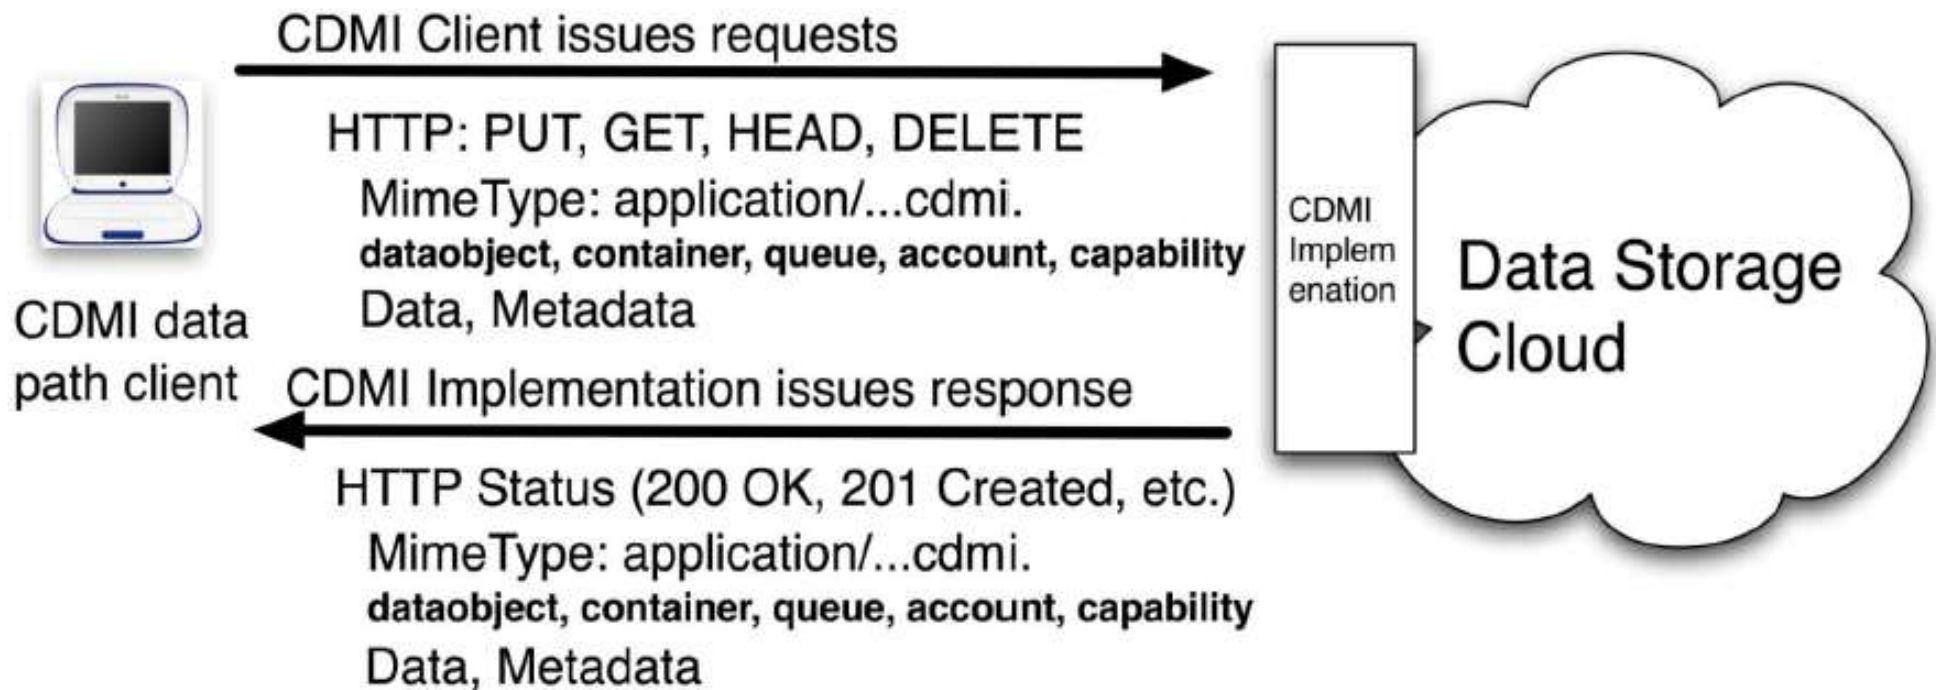 CDMI Client issues requests
HTTP: PUT, GET, HEAD, DELETE
MimeType: application/...cdmi.
dataobject, container, queue, account, capability
Data, Metadata
CDMI data
path client
CDMI Implementation issues response
HTTP Status (200 OK, 201 Created, etc.)
MimeType: application/...cdmi.
dataobject, container, queue, account, capability
Data, Metadata
CDMI
Implem
enation
Data Storage
Cloud